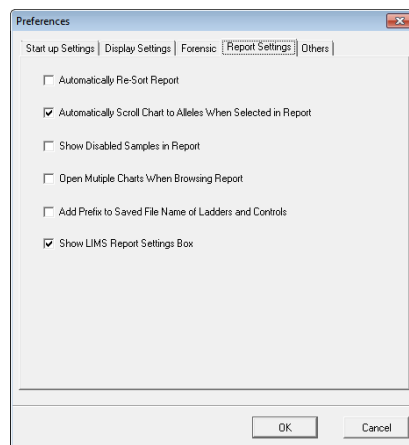 Preferences
Start up Settings Display Settings Forensic Report Settings Others
Automatically Re-Sort Report
Automatically Scroll Chart to Alleles When Selected in Report
Show Disabled Samples in Report
Open Mutiple Charts When Browsing Report
Add Prefix to Saved File Name of Ladders and Controls
Show LIMS Report Settings Box
OK Cancel